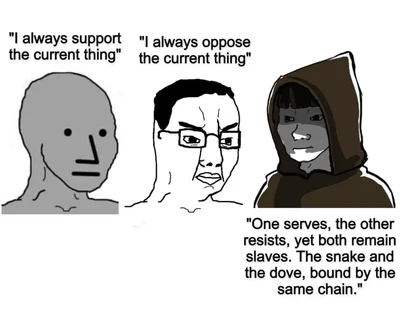 "I always support
the current thing"
"I always oppose
the current thing"
"One serves, the other
resists, yet both remain
slaves. The snake and
the dove, bound by the
same chain."